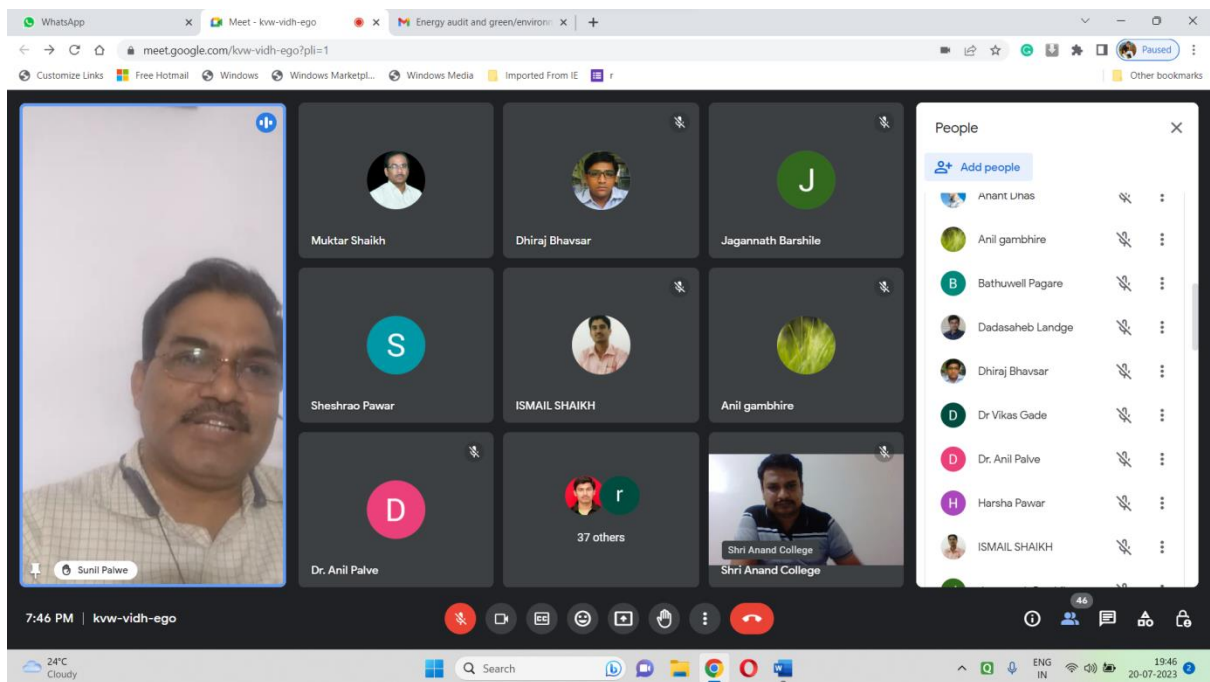 WhatsApp
Meet - kvw-vidh-ego
Energy audit and green/environm
meet.google.com/kvw-vidh-ego?pli=1
Paused
Customize Links
Free Hotmail
Windows
Windows Marketpl...
Windows Media
Imported From IE
r
Other bookmarks
Sunil Palwe
Muktar Shaikh
Dhiraj Bhavsar
J
Jagannath Barshile
S
Sheshrao Pawar
ISMAIL SHAIKH
Anil gambhire
D
Dr. Anil Palve
r
37 others
Shri Anand College
Shri Anand College
People
Add people
Anant Dhas
Anil gambhire
B
Bathuwell Pagare
Dadasaheb Landge
Dhiraj Bhavsar
D
Dr Vikas Gade
D
Dr. Anil Palve
H
Harsha Pawar
ISMAIL SHAIKH
7:46 PM | kvw-vidh-ego
CC
46
24°C
Cloudy
Search
ENG
IN
19:46
20-07-2023
2